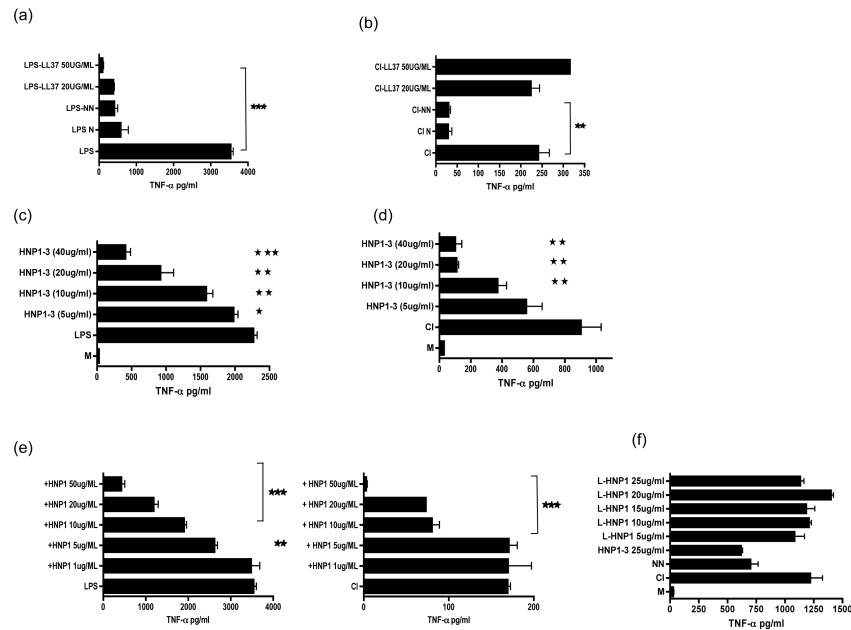 (a)
LPS-LL37 50UG/ML
LPS-LL37 20UG/ML
LPS-NN
LPS N
LPS
★★★
0 1000 2000 3000 4000
TNF-α pg/ml
(b)
CI-LL37 50UG/ML
CI-LL37 20UG/ML
CI-NN
CI N
CI
★★
0 50 100 150 200 250 300 350
TNF-α pg/ml
(c)
HNP1-3 (40ug/ml) ★★★
HNP1-3 (20ug/ml) ★★
HNP1-3 (10ug/ml) ★★
HNP1-3 (5ug/ml) ★
LPS
M
0 500 1000 1500 2000 2500
TNF-α pg/ml
(d)
HNP1-3 (40ug/ml) ★★
HNP1-3 (20ug/ml) ★★
HNP1-3 (10ug/ml) ★★
HNP1-3 (5ug/ml)
CI
M
0 200 400 600 800 1000
TNF-α pg/ml
(e)
+HNP1 50ug/ML
+HNP1 20ug/ML
+HNP1 10ug/ML
+HNP1 5ug/ML
+HNP1 1ug/ML
LPS
★★★
★★
0 1000 2000 3000 4000
TNF-α pg/ml
+ HNP1 50ug/ML
+ HNP1 20ug/ML
+ HNP1 10ug/ML
+ HNP1 5ug/ML
+HNP1 1ug/ML
CI
★★★
0 100 200
TNF-α pg/ml
(f)
L-HNP1 25ug/ml
L-HNP1 20ug/ml
L-HNP1 15ug/ml
L-HNP1 10ug/ml
L-HNP1 5ug/ml
HNP1-3 25ug/ml
NN
CI
M
0 250 500 750 1000 1250 1500
TNF-α pg/ml